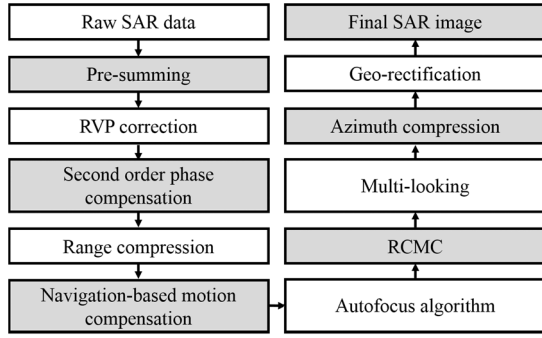 Raw SAR data
Pre-summing
RVP correction
Second order phase
compensation
Range compression
Navigation-based motion
compensation
Autofocus algorithm
RCMC
Multi-looking
Azimuth compression
Geo-rectification
Final SAR image